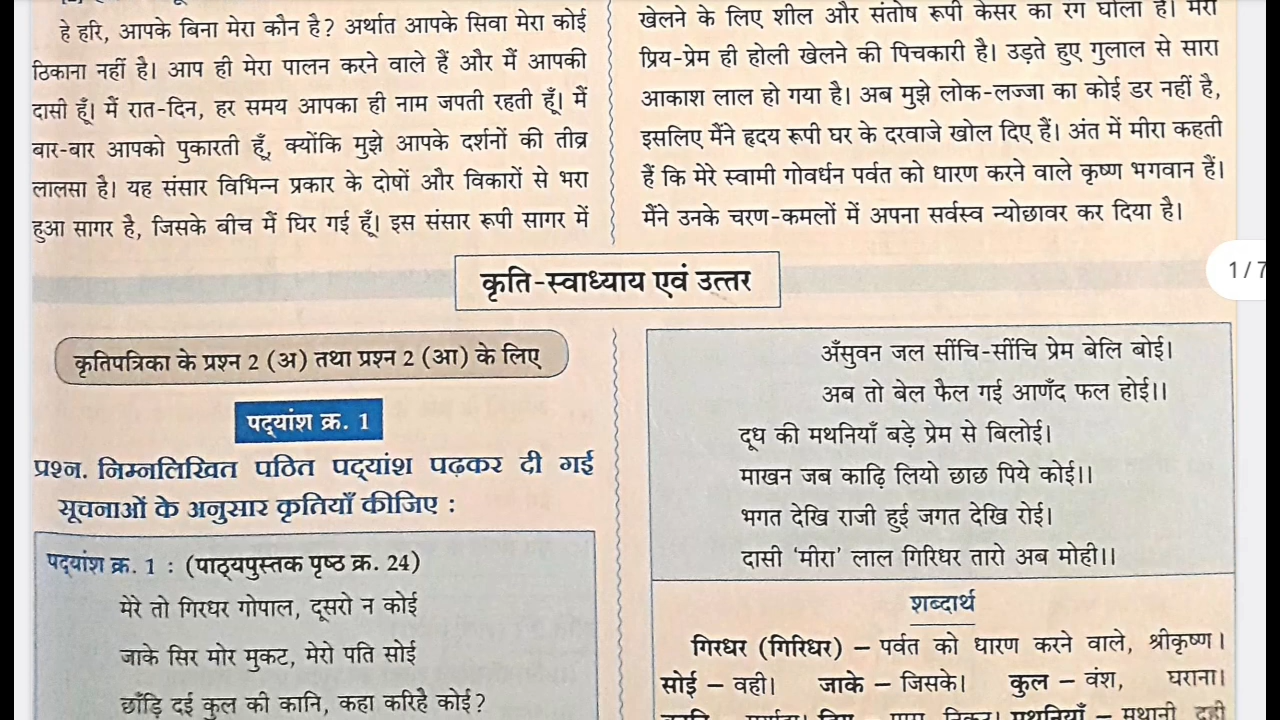 हे हरि, आपके बिना मेरा कौन है? अर्थात आपके सिवा मेरा कोई
ठिकाना नहीं है। आप ही मेरा पालन करने वाले हैं और मैं आपकी
दासी हूँ। मैं रात-दिन, हर समय आपका ही नाम जपती रहती हूँ। मैं
बार-बार आपको पुकारती हूँ, क्योंकि मुझे आपके दर्शनों की तीव्र
लालसा है। यह संसार विभिन्न प्रकार के दोषों और विकारों से भरा
हुआ सागर है, जिसके बीच मैं घिर गई हूँ। इस संसार रूपी सागर में
खेलने के लिए शील और संतोष रूपी केसर का रंग घोला है। मेरा
प्रिय-प्रेम ही होली खेलने की पिचकारी है। उड़ते हुए गुलाल से सारा
आकाश लाल हो गया है। अब मुझे लोक-लज्जा का कोई डर नहीं है,
इसलिए मैंने हृदय रूपी घर के दरवाजे खोल दिए हैं। अंत में मीरा कहती
हैं कि मेरे स्वामी गोवर्धन पर्वत को धारण करने वाले कृष्ण भगवान हैं।
मैंने उनके चरण-कमलों में अपना सर्वस्व न्योछावर कर दिया है।
1/7
कृति-स्वाध्याय एवं उत्तर
कृतिपत्रिका के प्रश्न 2 (अ) तथा प्रश्न 2 (आ) के लिए
पद्यांश क्र. 1
प्रश्न. निम्नलिखित पठित पद्यांश पढ़कर दी गई
सूचनाओं के अनुसार कृतियाँ कीजिए :
पद्यांश क्र. 1 : (पाठ्यपुस्तक पृष्ठ क्र. 24)
मेरे तो गिरधर गोपाल, दूसरो न कोई
जाके सिर मोर मुकट, मेरो पति सोई
छाँड़ि दई कुल की कानि, कहा करिहै कोई?
अँसुवन जल सींचि-सींचि प्रेम बेलि बोई।
अब तो बेल फैल गई आणँद फल होई।।
दूध की मथनियाँ बड़े प्रेम से बिलोई।
माखन जब काढ़ि लियो छाछ पिये कोई।।
भगत देखि राजी हुई जगत देखि रोई।
दासी ‘मीरा’ लाल गिरिधर तारो अब मोही।।
शब्दार्थ
गिरधर (गिरिधर) – पर्वत को धारण करने वाले, श्रीकृष्ण।
सोई – वही। जाके – जिसके। कुल – वंश, घराना।
मथनियाँ – मथानी